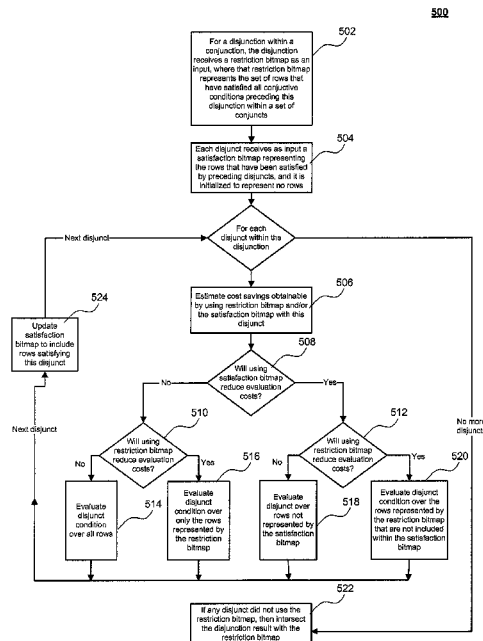 500
502
For a disjunction within a
conjunction, the disjunction
receives a restriction bitmap as an
input, where that restriction bitmap
represents the set of rows that
have satisfied all conjuctive
conditions preceding this
disjunction within a set of
conjuncts
504
Each disjunct receives as input a
satisfaction bitmap representing
the rows that have been satisfied
by preceding disjuncts, and it is
initialized to represent no rows
Next disjunct
For each
disjunct within the
disjunction
524
Update
satisfaction
bitmap to include
rows satisfying
this disjunct
506
Estimate cost savings obtainable
by using restriction bitmap and/or
the satisfaction bitmap with this
disjunct
508
Will using
satisfaction bitmap
reduce evaluation
costs?
No
Yes
Next disjunct
510
Will using
restriction bitmap
reduce evaluation
costs?
No
Yes
512
Will using
restriction bitmap
reduce evaluation
costs?
No
Yes
No more
disjuncts
514
Evaluate
disjunct
condition
over all rows
516
Evaluate
disjunct
condition over
only the rows
represented by
the restriction
bitmap
518
Evaluate
disjunct over
rows not
represented by
the satisfaction
bitmap
520
Evaluate disjunct
condition over the
rows represented by
the restriction bitmap
that are not included
within the satisfaction
bitmap
522
If any disjunct did not use the
restriction bitmap, then intersect
the disjunction result with the
restriction bitmap